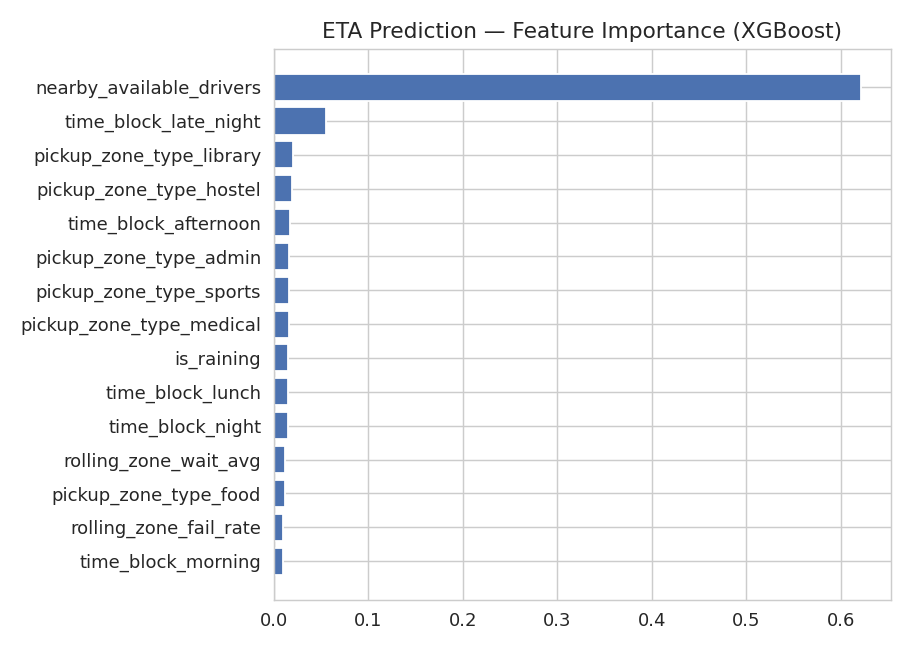 ETA Prediction — Feature Importance (XGBoost)
nearby_available_drivers
time_block_late_night
pickup_zone_type_library
pickup_zone_type_hostel
time_block_afternoon
pickup_zone_type_admin
pickup_zone_type_sports
pickup_zone_type_medical
is_raining
time_block_lunch
time_block_night
rolling_zone_wait_avg
pickup_zone_type_food
rolling_zone_fail_rate
time_block_morning
0.0 0.1 0.2 0.3 0.4 0.5 0.6